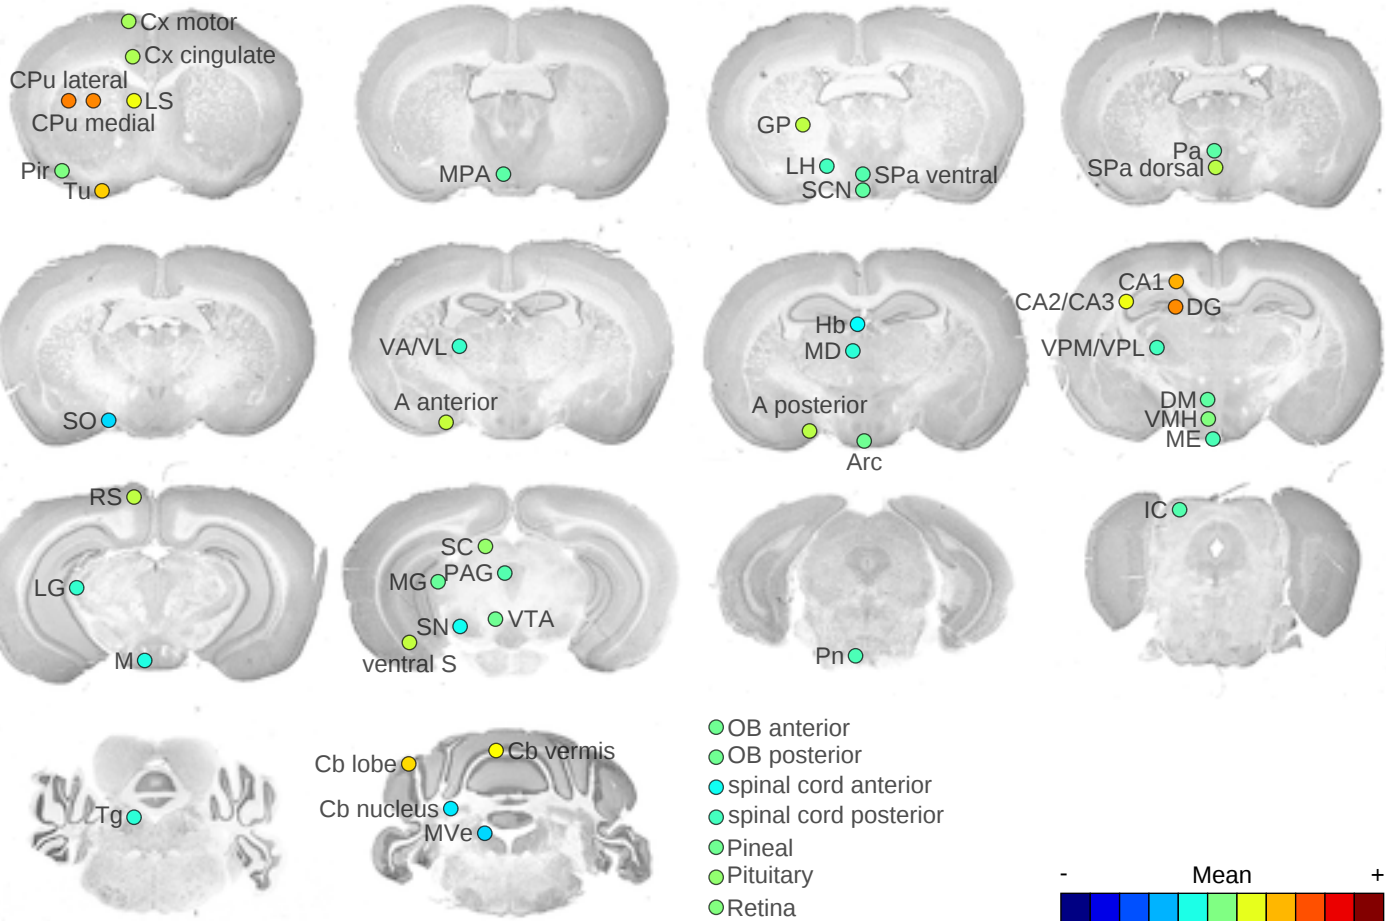 Cx motor
Cx cingulate
CPu lateral
LS
CPu medial
Pir
Tu
MPA
GP
LH
SPa ventral
SCN
Pa
SPa dorsal
SO
VA/VL
A anterior
Hb
MD
A posterior
Arc
CA1
CA2/CA3
DG
VPM/VPL
DM
VMH
ME
RS
LG
M
SC
MG
PAG
SN
VTA
ventral S
Pn
IC
Tg
Cb lobe
Cb vermis
Cb nucleus
MVe
OB anterior
OB posterior
spinal cord anterior
spinal cord posterior
Pineal
Pituitary
Retina
- Mean +